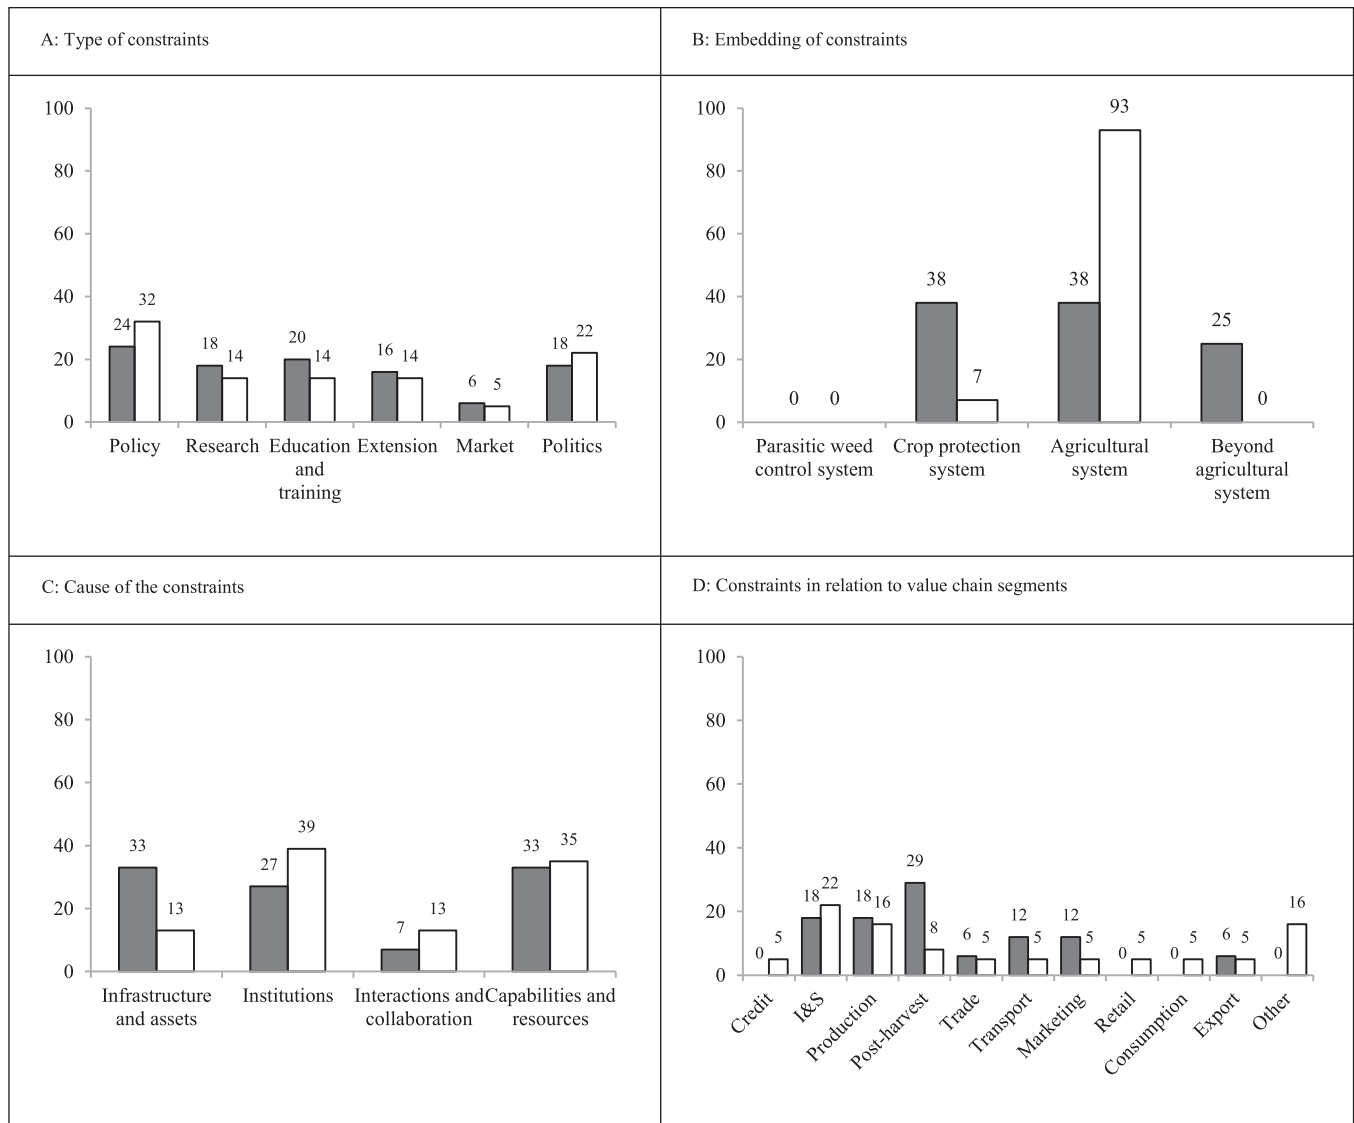 A: Type of constraints
B: Embedding of constraints
100
80
60
40
20
0
24
32
18
14
20
14
16
14
6
5
18
22
Policy
Research
Education
and
training
Extension
Market
Politics
100
80
60
40
20
0
0
0
38
7
38
93
25
0
Parasitic weed
control system
Crop protection
system
Agricultural
system
Beyond
agricultural
system
C: Cause of the constraints
D: Constraints in relation to value chain segments
100
80
60
40
20
0
33
13
27
39
7
13
33
35
Infrastructure
and assets
Institutions
Interactions and
collaboration
Capabilities and
resources
100
80
60
40
20
0
0
5
18
22
18
16
29
8
6
5
12
5
12
5
0
5
0
5
6
5
0
16
Credit
I&S
Production
Post-harvest
Trade
Transport
Marketing
Retail
Consumption
Export
Other